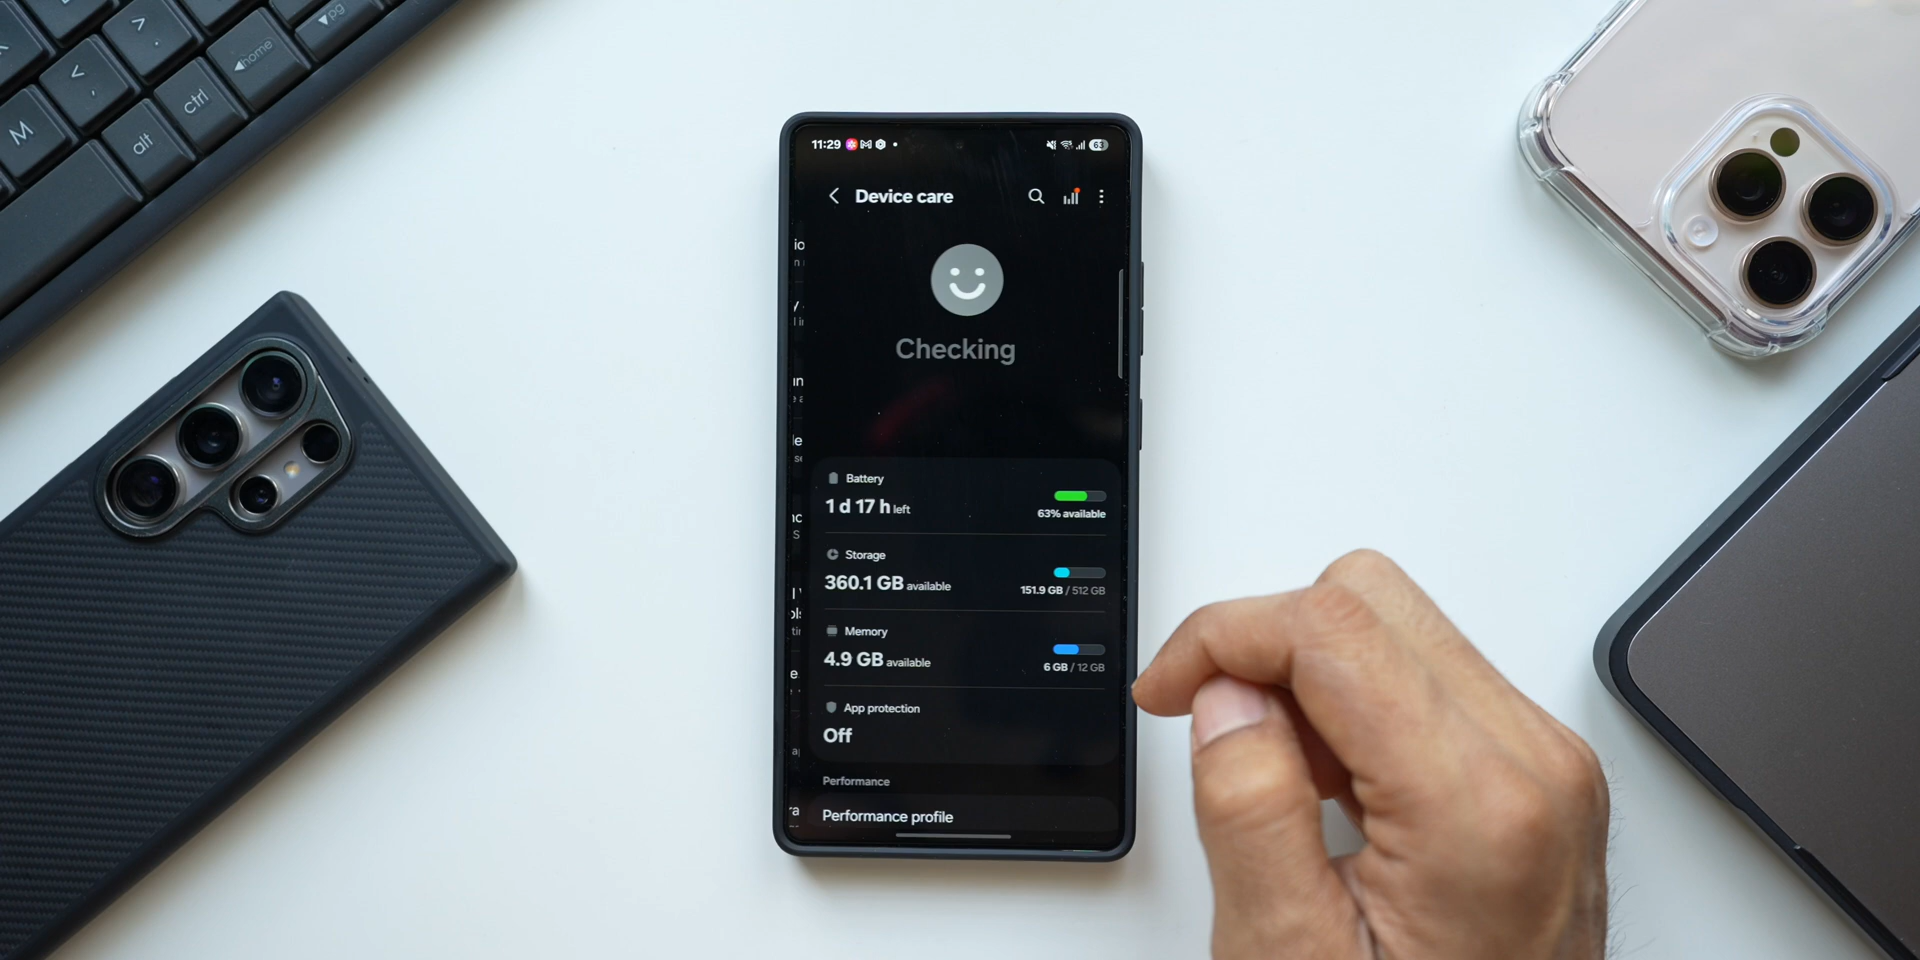 home
pg
ctrl
alt
M
11:29
63
Device care
Checking
Battery
1 d 17 h left
63% available
Storage
360.1 GB available
151.9 GB / 512 GB
Memory
4.9 GB available
6 GB / 12 GB
App protection
Off
Performance
Performance profile